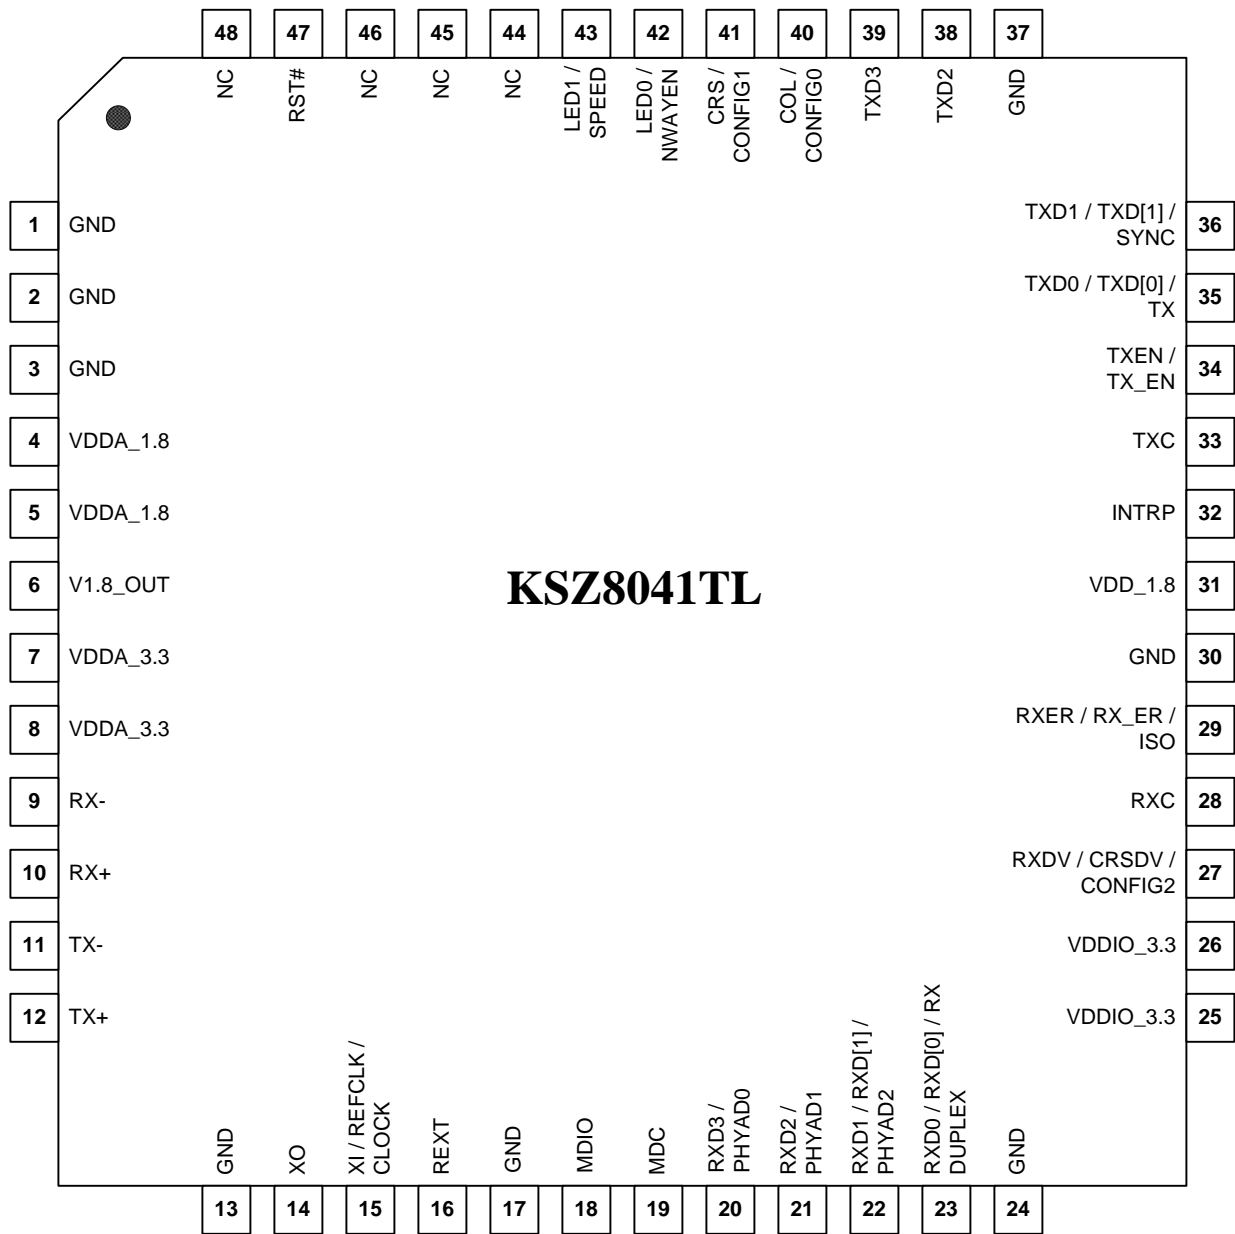 48 47 46 45 44 43 42 41 40 39 38 37
NC
RST#
NC
NC
NC
LED1 /
SPEED
LED0 /
NWAYEN
CRS /
CONFIG1
COL /
CONFIG0
TXD3
TXD2
GND
1 GND
2 GND
3 GND
4 VDDA_1.8
5 VDDA_1.8
6 V1.8_OUT
7 VDDA_3.3
8 VDDA_3.3
9 RX-
10 RX+
11 TX-
12 TX+
KSZ8041TL
TXD1 / TXD[1] /
SYNC
36
TXD0 / TXD[0] /
TX
35
TXEN /
TX_EN
34
TXC 33
INTRP 32
VDD_1.8 31
GND 30
RXER / RX_ER /
ISO
29
RXC 28
RXDV / CRSDV /
CONFIG2
27
VDDIO_3.3 26
VDDIO_3.3 25
GND
XO
XI / REFCLK /
CLOCK
REXT
GND
MDIO
MDC
RXD3 /
PHYAD0
RXD2 /
PHYAD1
RXD1 / RXD[1] /
PHYAD2
RXD0 / RXD[0] / RX
DUPLEX
GND
13 14 15 16 17 18 19 20 21 22 23 24